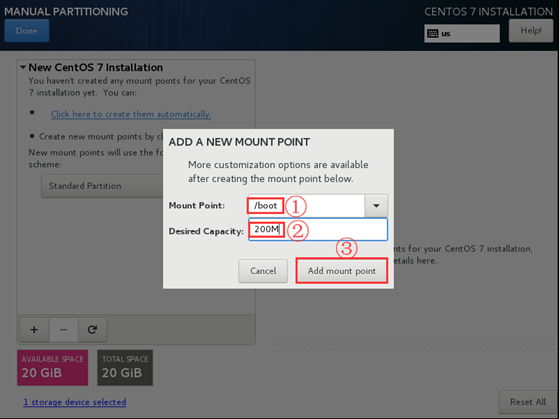 MANUAL PARTITIONING
CENTOS 7 INSTALLATION
Done
us
Help!
New CentOS 7 Installation
You haven't created any mount points for your CentOS
7 installation yet. You can:
Click here to create them automatically.
Create new mount points by cl
New mount points will use the fo
scheme:
Standard Partition
ADD A NEW MOUNT POINT
More customization options are available
after creating the mount point below.
Mount Point: /boot ①
Desired Capacity: 200M ②
③
Cancel Add mount point
nts for your CentOS 7 installation,
etails here.
+ − 
AVAILABLE SPACE
20 GiB
TOTAL SPACE
20 GiB
1 storage device selected
Reset All